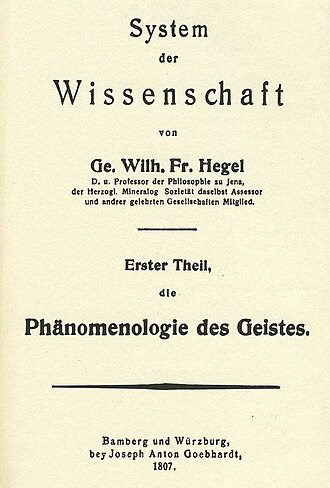 System
der
Wissenschaft
von
Ge. Wilh. Fr. Hegel
D. u. Professor der Philosophie zu Jena,
der Herzogl. Mineralog Sozietät daselbst Assessor
und andrer gelehrten Gesellschaften Mitglied.
Erster Theil,
die
Phänomenologie des Geistes.
Bamberg und Würzburg,
bey Joseph Anton Goebhardt,
1807.